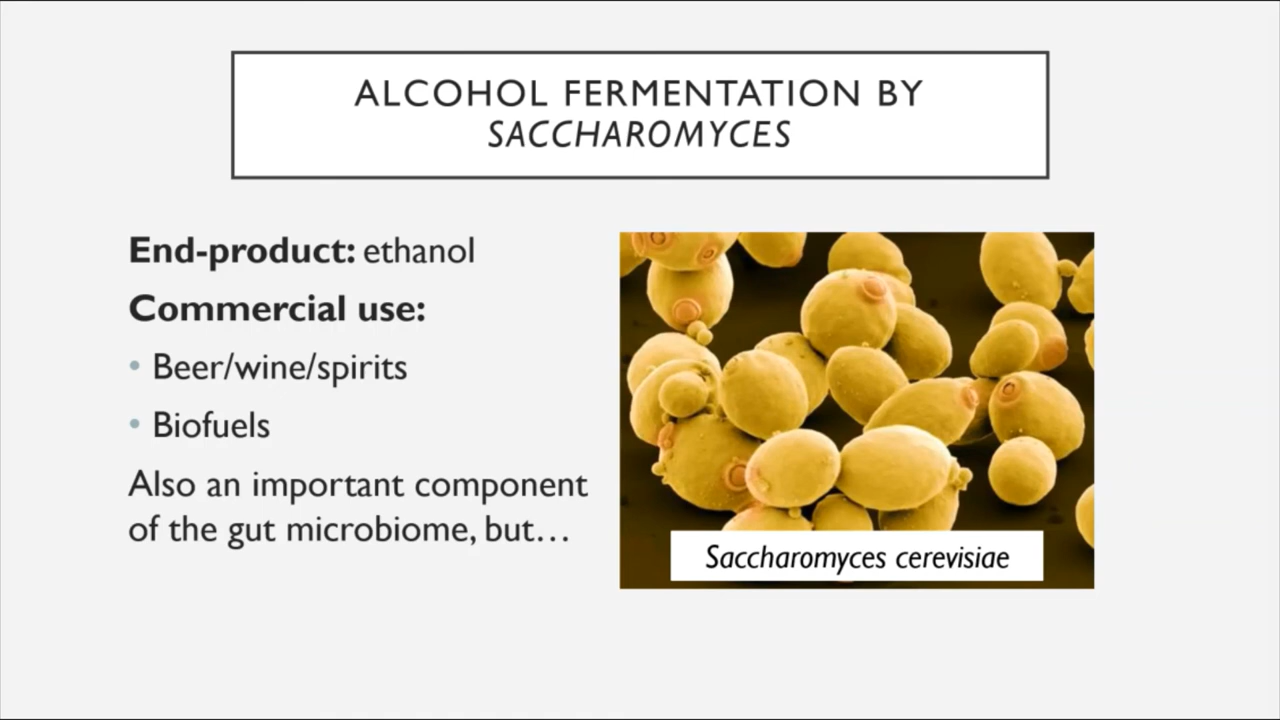 ALCOHOL FERMENTATION BY
SACCHAROMYCES
End-product: ethanol
Commercial use:
• Beer/wine/spirits
• Biofuels
Also an important component
of the gut microbiome, but…
Saccharomyces cerevisiae